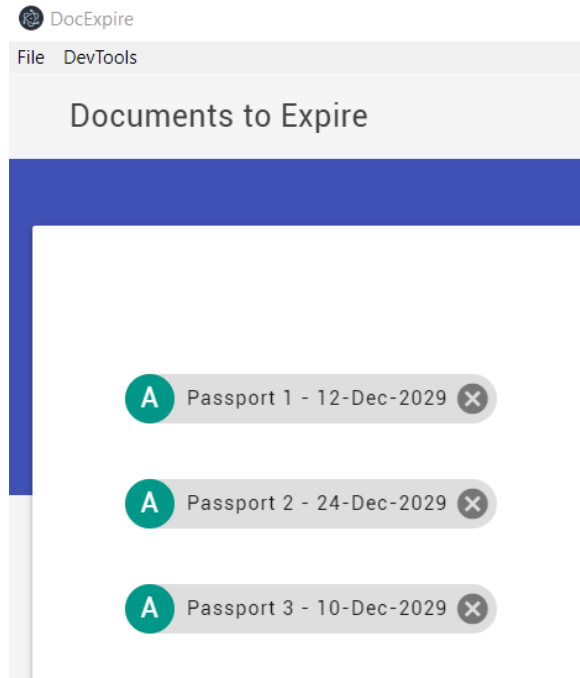 DocExpire
File DevTools
Documents to Expire
A Passport 1 - 12-Dec-2029
A Passport 2 - 24-Dec-2029
A Passport 3 - 10-Dec-2029